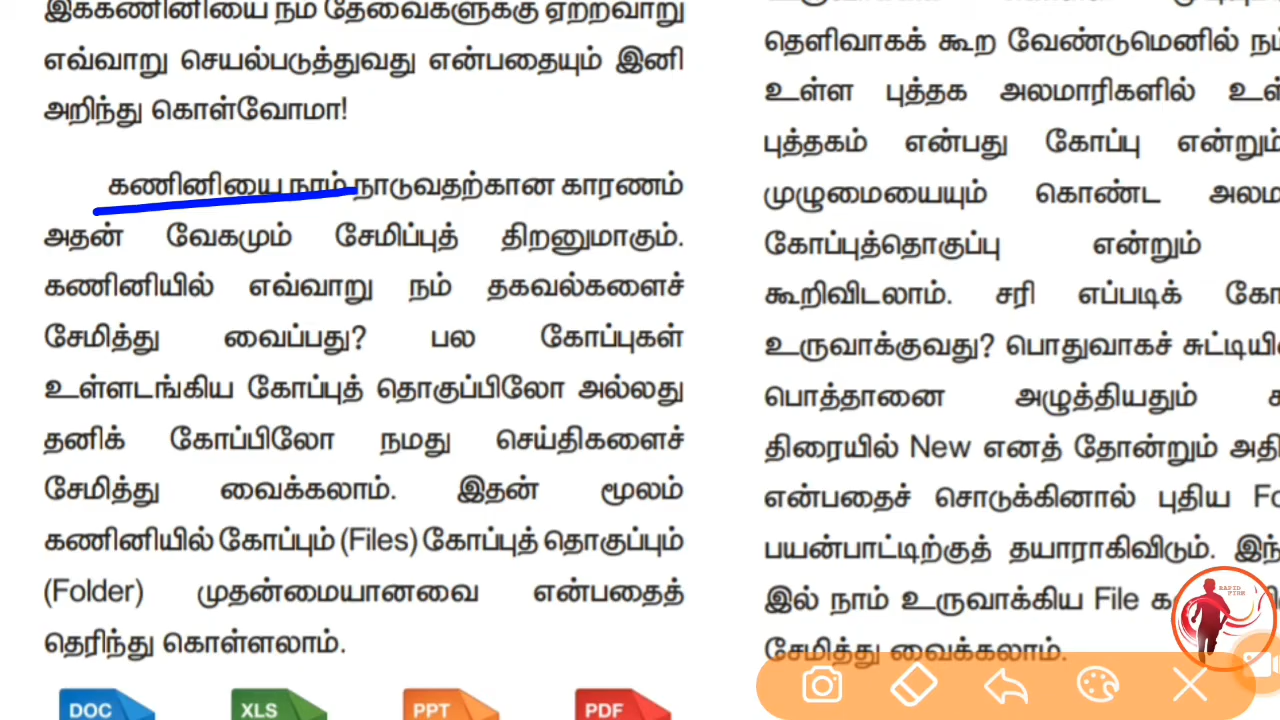 இக்கணினியை நம் தேவைகளுக்கு ஏற்றவாறு
எவ்வாறு செயல்படுத்துவது என்பதையும் இனி
அறிந்து கொள்வோமா!
கணினியை நாம் நாடுவதற்கான காரணம்
அதன் வேகமும் சேமிப்புத் திறனுமாகும்.
கணினியில் எவ்வாறு நம் தகவல்களைச்
சேமித்து வைப்பது? பல கோப்புகள்
உள்ளடங்கிய கோப்புத் தொகுப்பிலோ அல்லது
தனிக் கோப்பிலோ நமது செய்திகளைச்
சேமித்து வைக்கலாம். இதன் மூலம்
கணினியில் கோப்பும் (Files) கோப்புத் தொகுப்பும்
(Folder) முதன்மையானவை என்பதைத்
தெரிந்து கொள்ளலாம்.
DOC XLS PPT PDF
தெளிவாகக் கூற வேண்டுமெனில்
உள்ள புத்தக அலமாரிகளில்
புத்தகம் என்பது கோப்பு என்றும்
முழுமையையும் கொண்ட
கோப்புத்தொகுப்பு என்றும்
கூறிவிடலாம். சரி எப்படிக்
உருவாக்குவது? பொதுவாகச்
பொத்தானை அழுத்தியதும்
திரையில் New எனத் தோன்றும்
என்பதைச் சொடுக்கினால் புதிய
பயன்பாட்டிற்குத் தயாராகிவிடும்.
இல் நாம் உருவாக்கிய File
சேமித்து வைக்கலாம்.
RAPID
FIRE